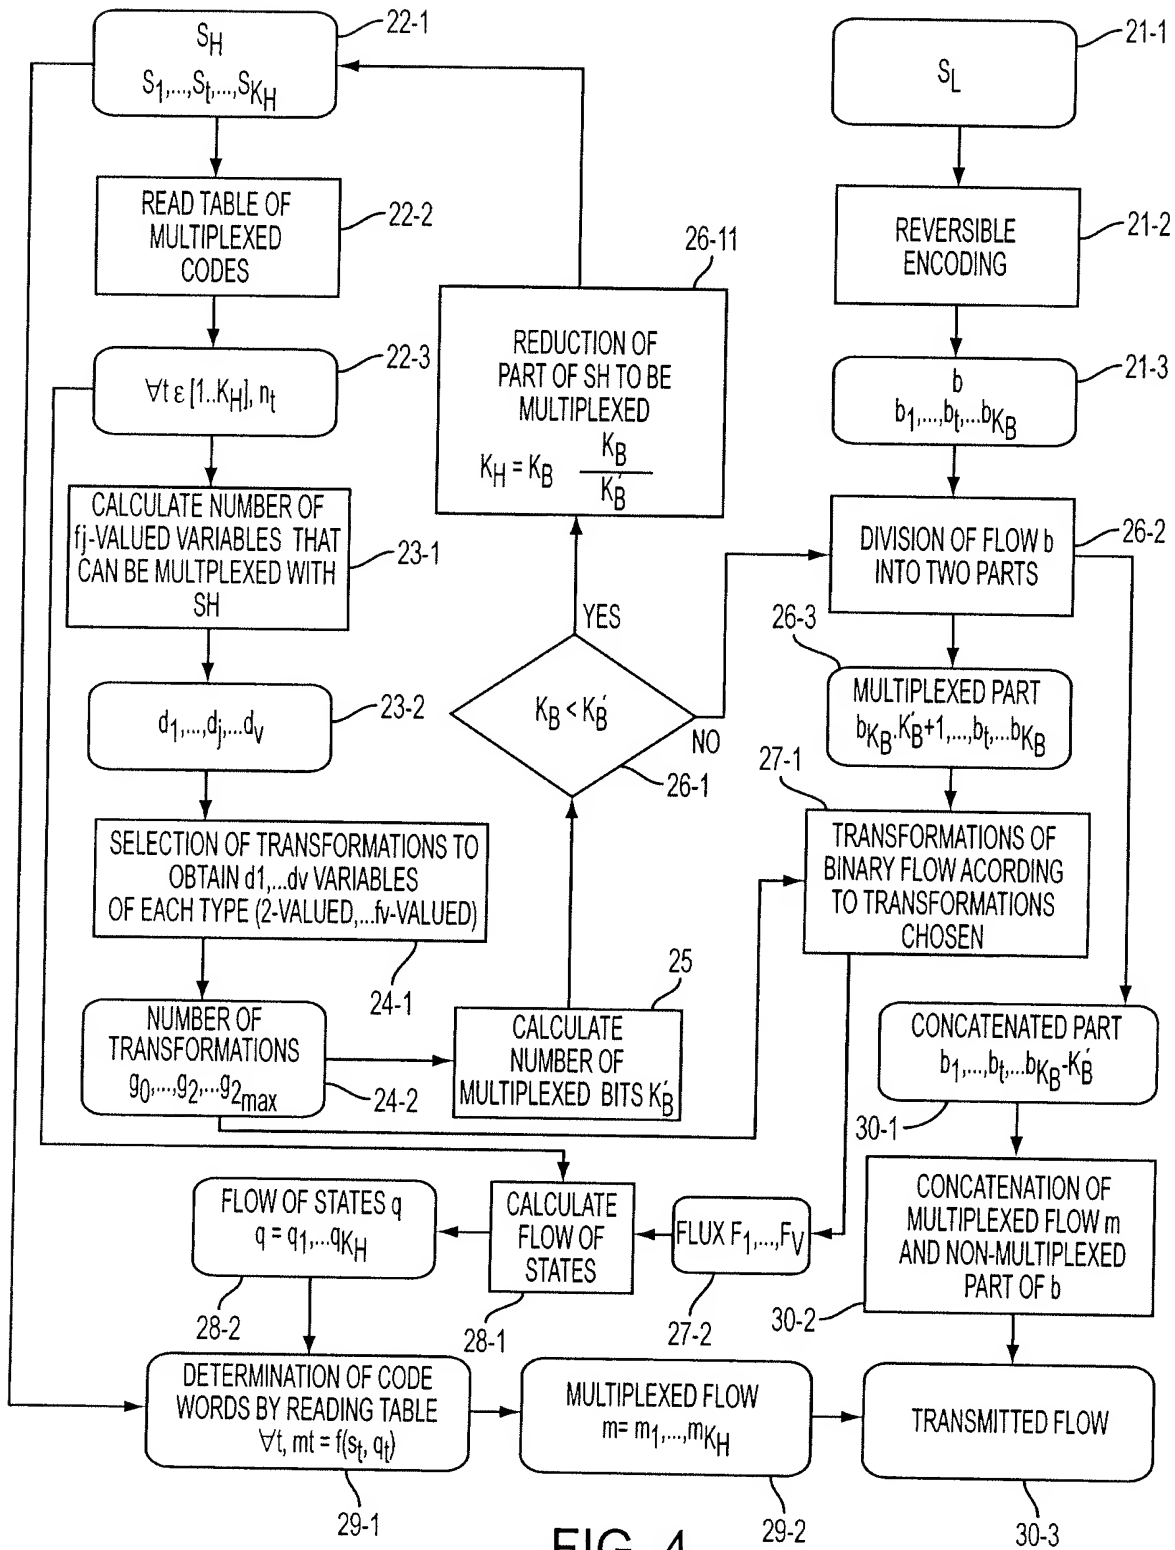 22-1
S_H
S_1,...,S_t,...,S_K_H
21-1
S_L
READ TABLE OF
MULTIPLEXED
CODES
22-2
REVERSIBLE
ENCODING
21-2
26-11
REDUCTION OF
PART OF SH TO BE
MULTIPLEXED
K_H = K_B K_B / K'_B
22-3
∀t ε [1..K_H], n_t
21-3
b
b_1,...,b_t,...b_K_B
CALCULATE NUMBER OF
fj-VALUED VARIABLES THAT
CAN BE MULTPLEXED WITH
SH
23-1
DIVISION OF FLOW b
INTO TWO PARTS
26-2
YES
26-3
K_B < K'_B
NO
26-1
MULTIPLEXED PART
b_K_B.K'_B+1,...,b_t,...b_K_B
23-2
d_1,...,d_j,...d_v
27-1
SELECTION OF TRANSFORMATIONS TO
OBTAIN d1,...dv VARIABLES
OF EACH TYPE (2-VALUED,...fv-VALUED)
24-1
TRANSFORMATIONS OF
BINARY FLOW ACORDING
TO TRANSFORMATIONS
CHOSEN
25
NUMBER OF
TRANSFORMATIONS
g_0,...,g_2,...g_2max
24-2
CALCULATE
NUMBER OF
MULTIPLEXED BITS K'_B
CONCATENATED PART
b_1,...,b_t,...b_K_B-K'_B
30-1
FLOW OF STATES q
q = q_1,...q_K_H
28-2
CALCULATE
FLOW OF
STATES
28-1
FLUX F_1,...,F_V
27-2
CONCATENATION OF
MULTIPLEXED FLOW m
AND NON-MULTIPLEXED
PART OF b
30-2
DETERMINATION OF CODE
WORDS BY READING TABLE
∀t, mt = f(s_t, q_t)
29-1
MULTIPLEXED FLOW
m= m_1,...,m_K_H
29-2
TRANSMITTED FLOW
30-3
FIG. 4